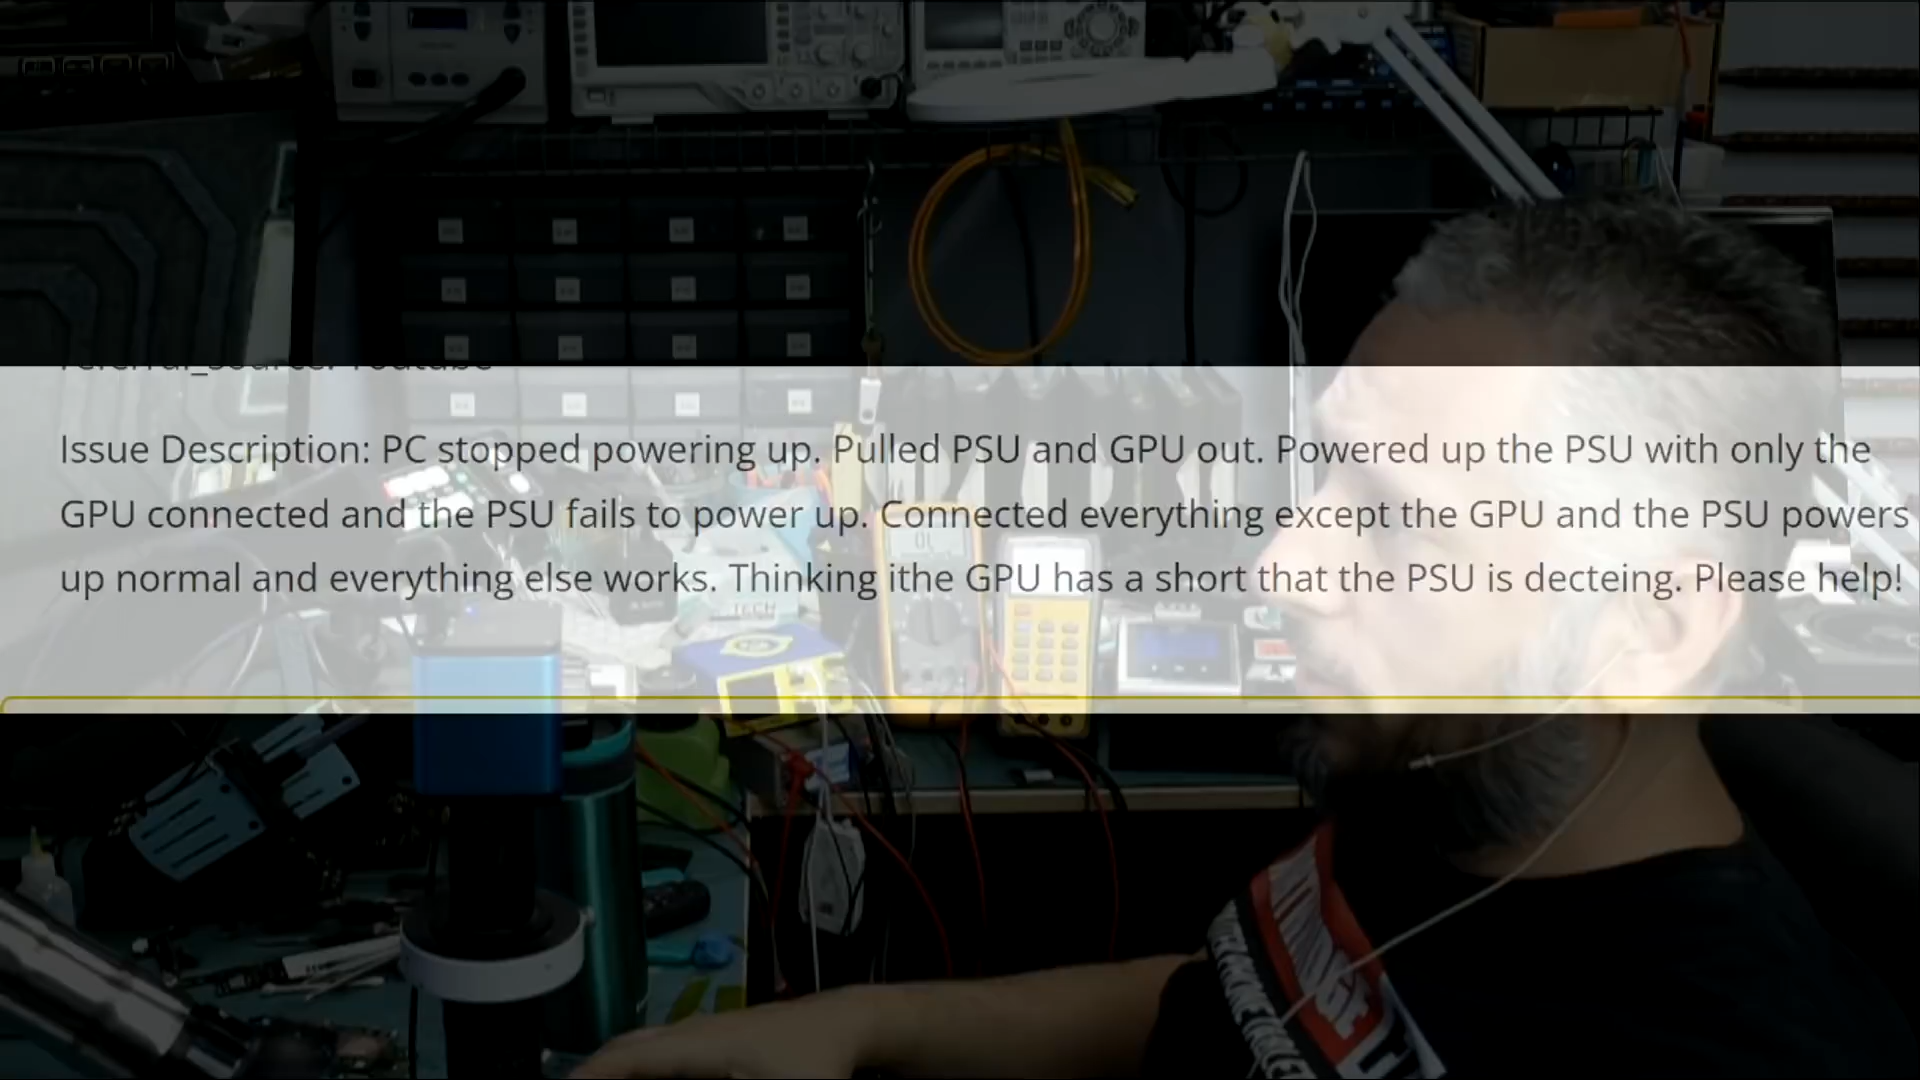 referral_source: Youtube
Issue Description: PC stopped powering up. Pulled PSU and GPU out. Powered up the PSU with only the
GPU connected and the PSU fails to power up. Connected everything except the GPU and the PSU powers
up normal and everything else works. Thinking ithe GPU has a short that the PSU is decteing. Please help!